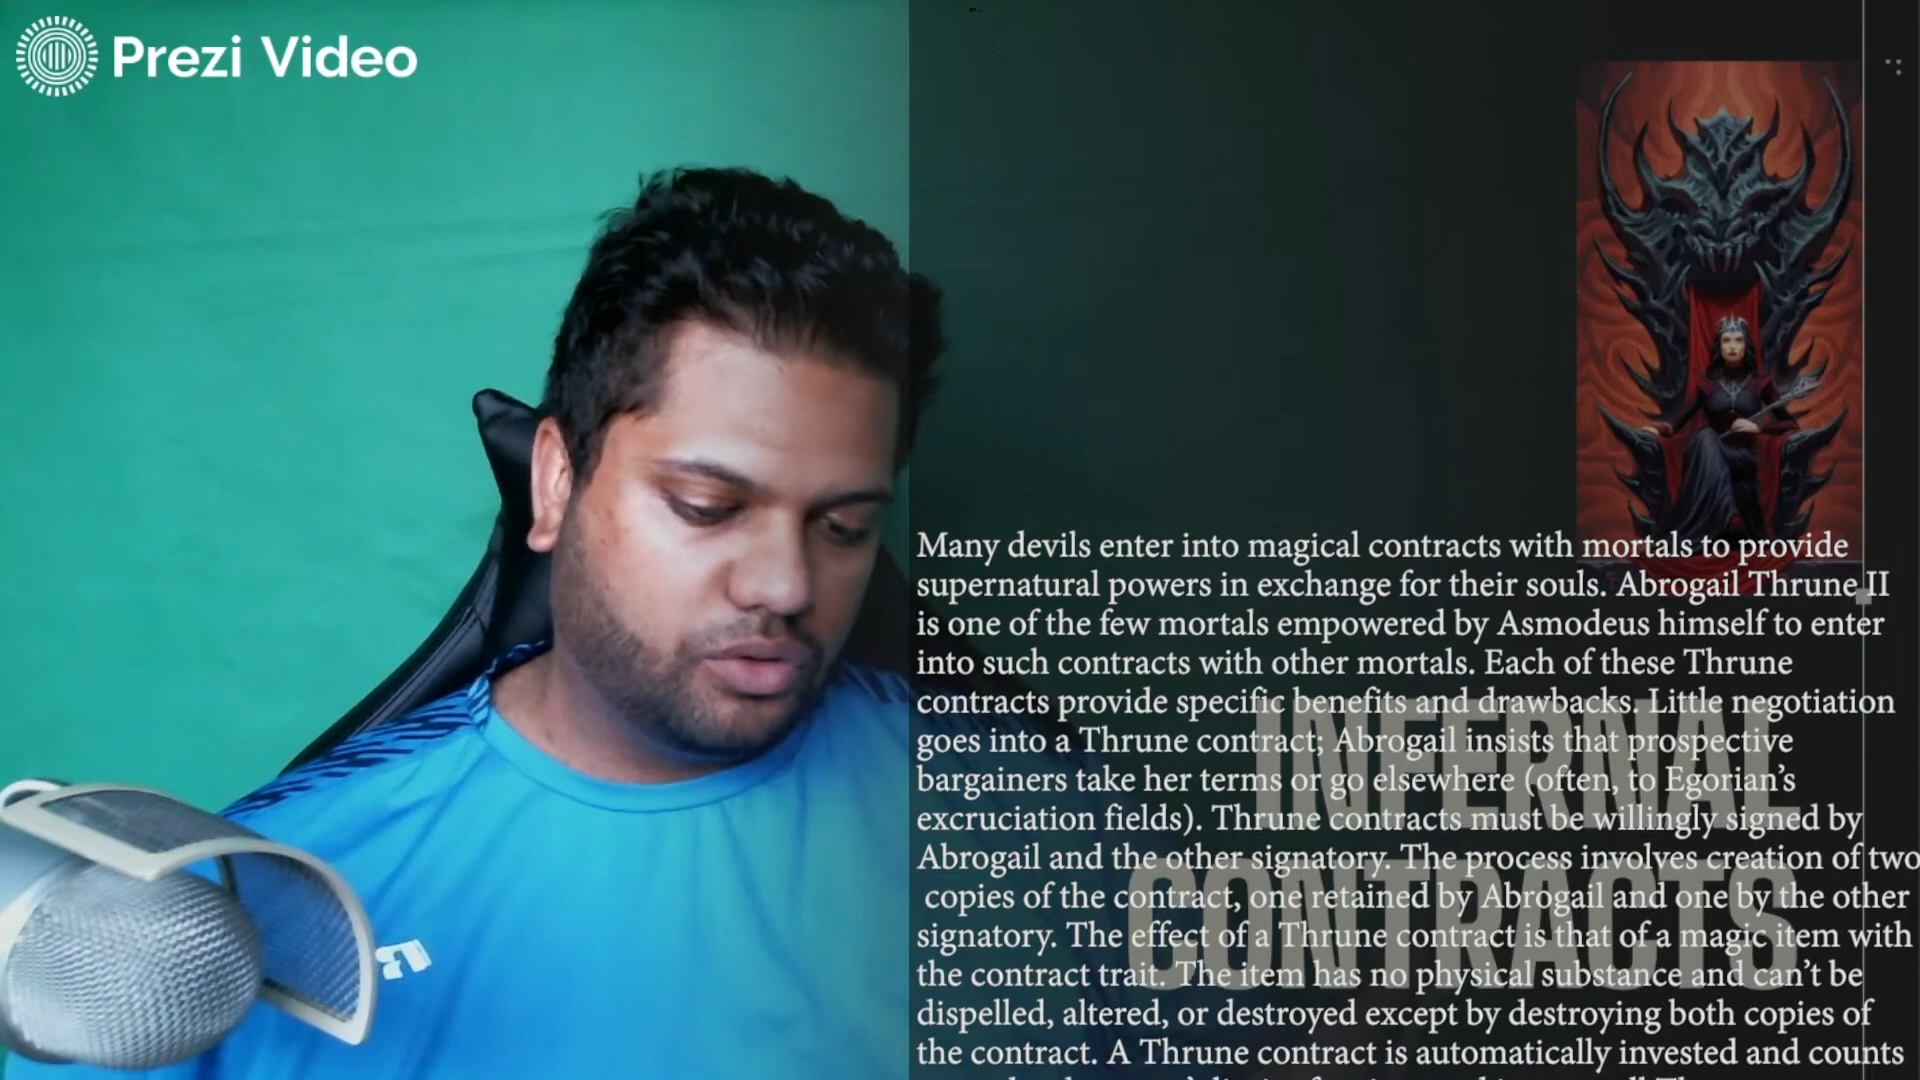 Prezi Video
Many devils enter into magical contracts with mortals to provide
supernatural powers in exchange for their souls. Abrogail Thrune II
is one of the few mortals empowered by Asmodeus himself to enter
into such contracts with other mortals. Each of these Thrune
contracts provide specific benefits and drawbacks. Little negotiation
goes into a Thrune contract; Abrogail insists that prospective
bargainers take her terms or go elsewhere (often, to Egorian’s
excruciation fields). Thrune contracts must be willingly signed by
Abrogail and the other signatory. The process involves creation of two
copies of the contract, one retained by Abrogail and one by the other
signatory. The effect of a Thrune contract is that of a magic item with
the contract trait. The item has no physical substance and can’t be
dispelled, altered, or destroyed except by destroying both copies of
the contract. A Thrune contract is automatically invested and counts
INFERNAL
CONTRACTS